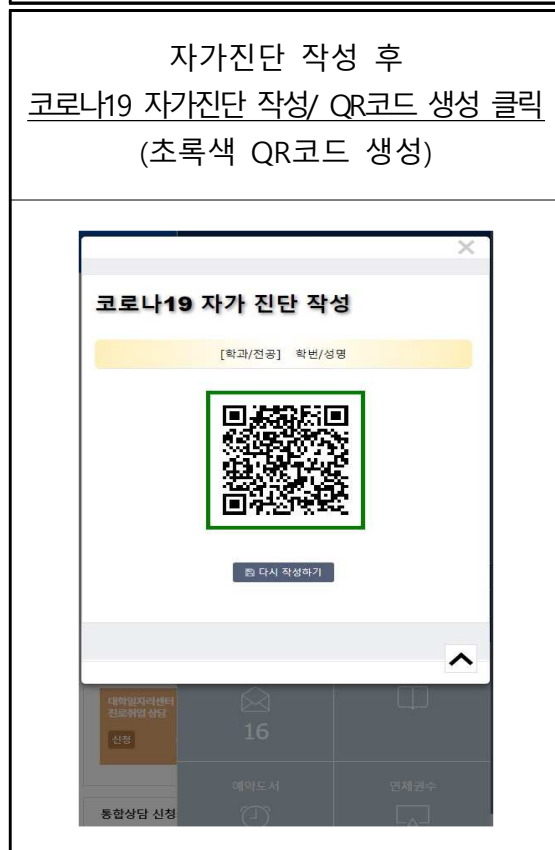 자가진단 작성 후
코로나19 자가진단 작성/ QR코드 생성 클릭
(초록색 QR코드 생성)
코로나19 자가 진단 작성
[학과/전공] 학번/성명
다시 작성하기
대학일자리센터
진로취업 상담
신청
16
예약도서
연체권수
통합상담 신청